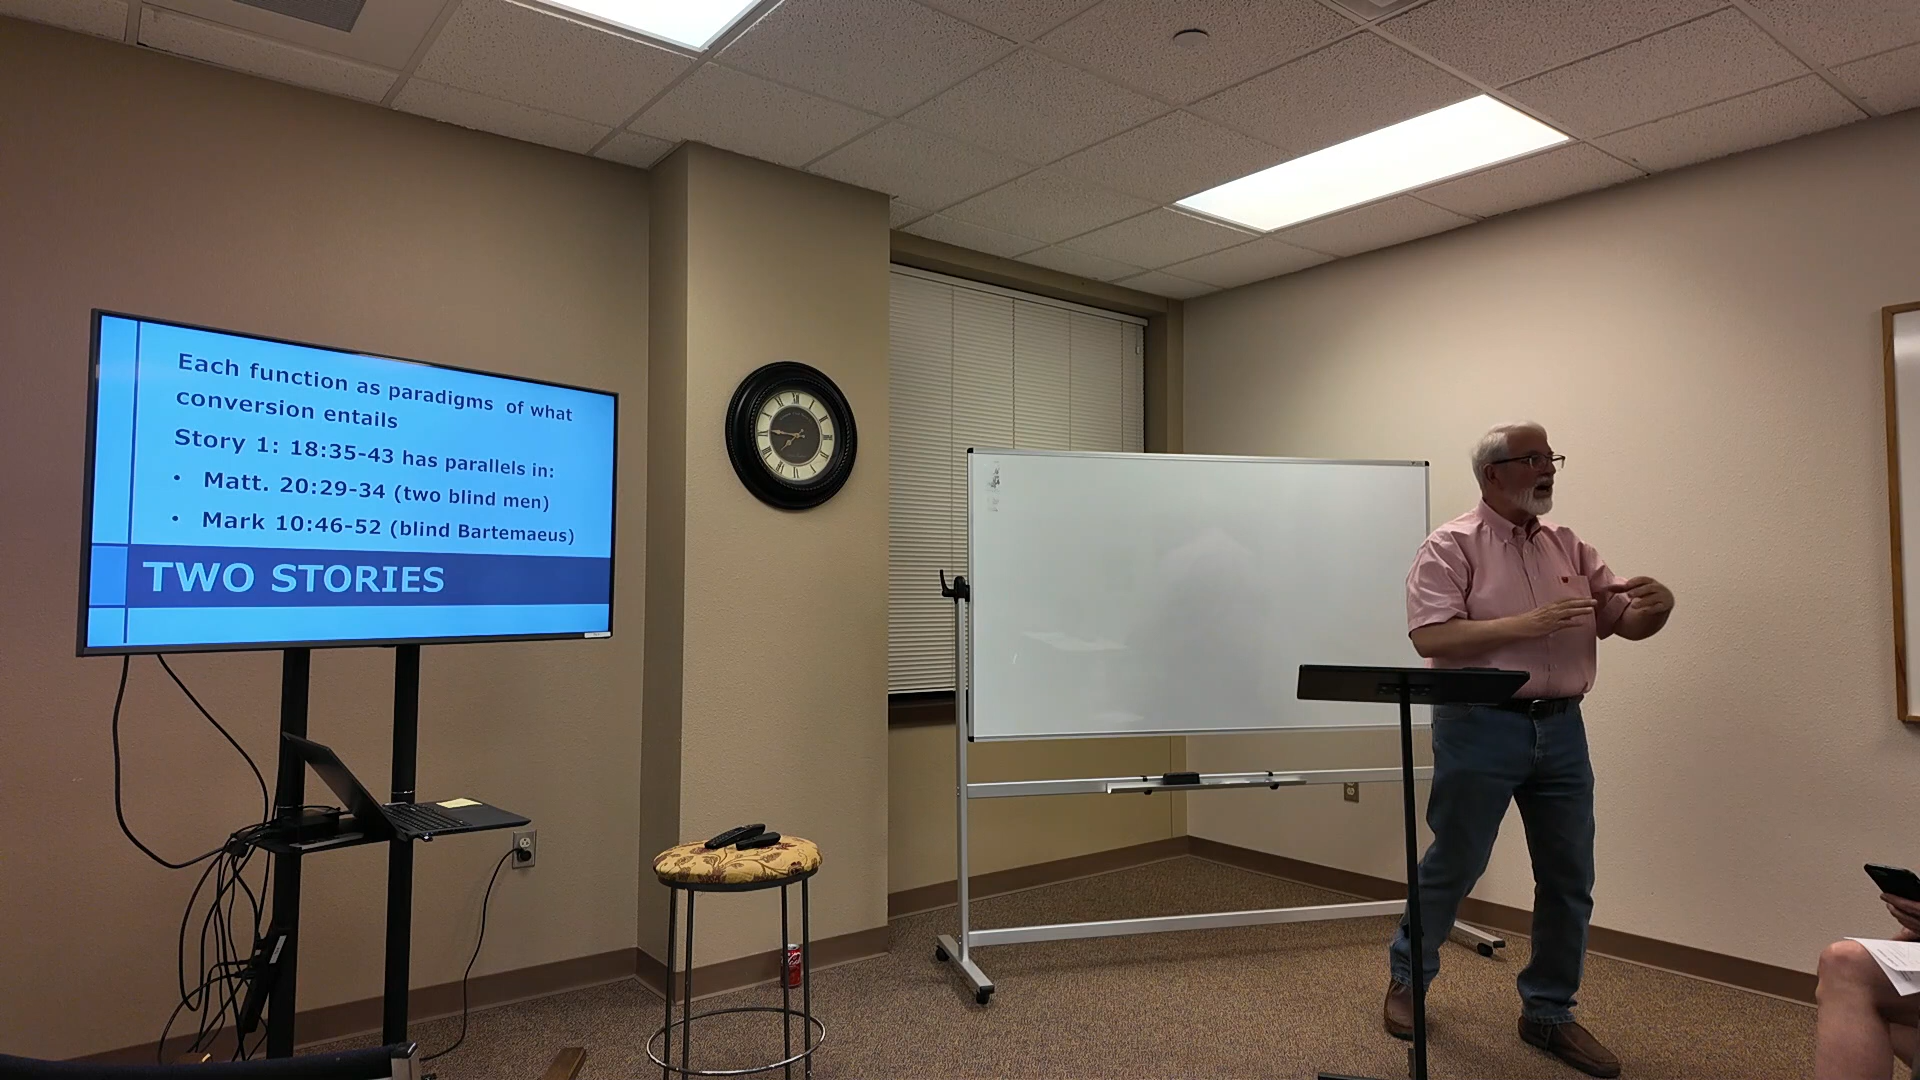 Each function as paradigms of what
conversion entails
Story 1: 18:35-43 has parallels in:
• Matt. 20:29-34 (two blind men)
• Mark 10:46-52 (blind Bartemaeus)
TWO STORIES